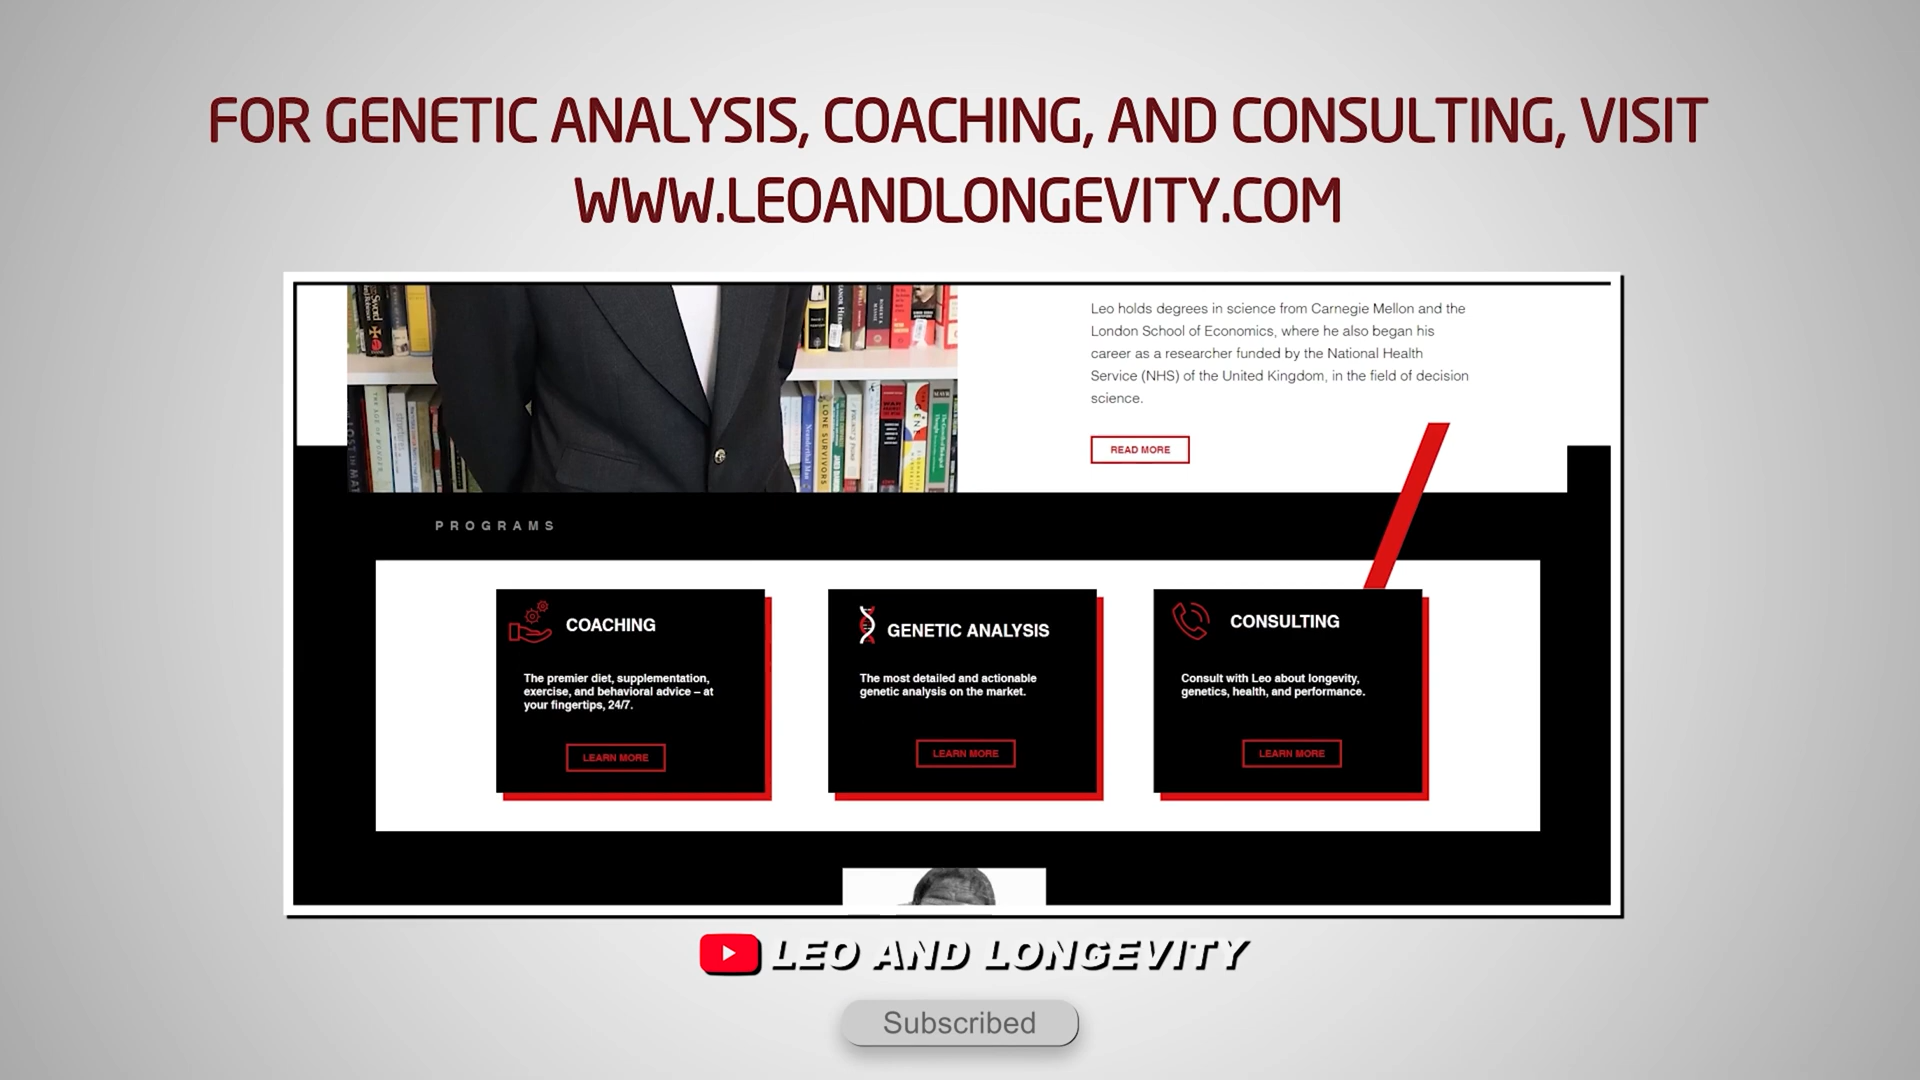 FOR GENETIC ANALYSIS, COACHING, AND CONSULTING, VISIT
WWW.LEOANDLONGEVITY.COM
Leo holds degrees in science from Carnegie Mellon and the
London School of Economics, where he also began his
career as a researcher funded by the National Health
Service (NHS) of the United Kingdom, in the field of decision
science.
READ MORE
LONE SURVIVORS
Neanderthal Man
PROGRAMS
COACHING
The premier diet, supplementation,
exercise, and behavioral advice – at
your fingertips, 24/7.
LEARN MORE
GENETIC ANALYSIS
The most detailed and actionable
genetic analysis on the market.
LEARN MORE
CONSULTING
Consult with Leo about longevity,
genetics, health, and performance.
LEARN MORE
LEO AND LONGEVITY
Subscribed